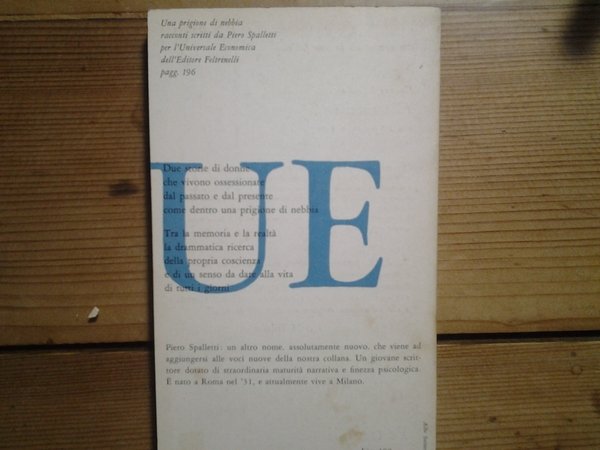 Una prigione di nebbia
racconti scritti da Piero Spalletti
per l'Universale Economica
dell'Editore Feltrinelli
pagg. 196
UE
Due storie di donne
che vivono ossessionate
dal passato e dal presente
come dentro una prigione di nebbia
Tra la memoria e la realtà
la drammatica ricerca
della propria coscienza
e di un senso da dare alla vita
di tutti i giorni
Piero Spalletti: un altro nome, assolutamente nuovo, che viene ad
aggiungersi alle voci nuove della nostra collana. Un giovane scrit-
tore dotato di straordinaria maturità narrativa e finezza psicologica.
È nato a Roma nel '31, e attualmente vive a Milano.